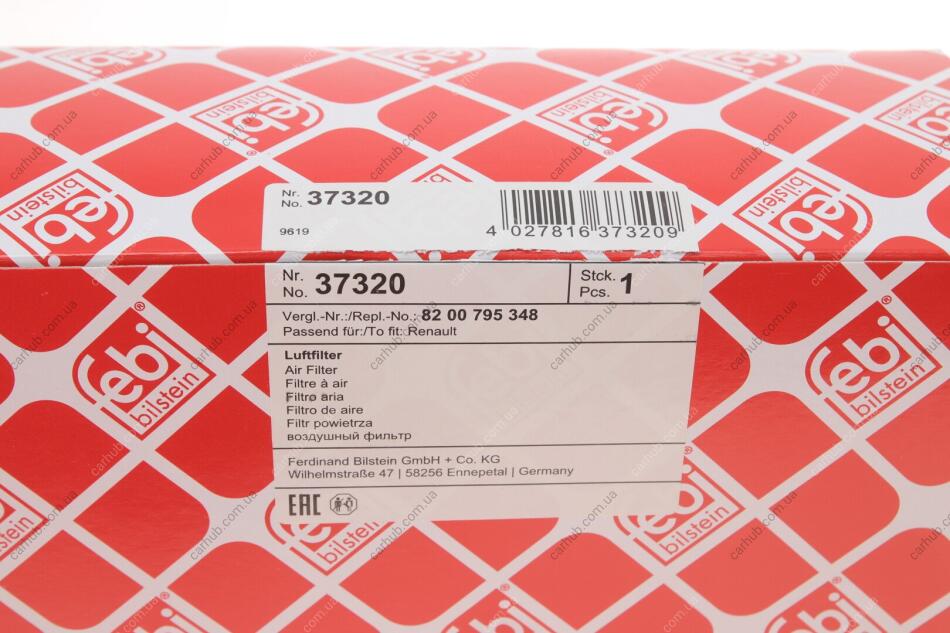 Nr.
No. 37320
9619
4 027816 373209
Nr.
No. 37320
Stck.
Pcs. 1
Vergl.-Nr.:/Repl.-No.: 82 00 795 348
Passend für:/To fit: Renault
Luftfilter
Air Filter
Filtre à air
Filtro aria
Filtro de aire
Filtr powietrza
воздушный фильтр
Ferdinand Bilstein GmbH + Co. KG
Wilhelmstraße 47 | 58256 Ennepetal | Germany
EAC
febi
bilstein
carhub.com.ua